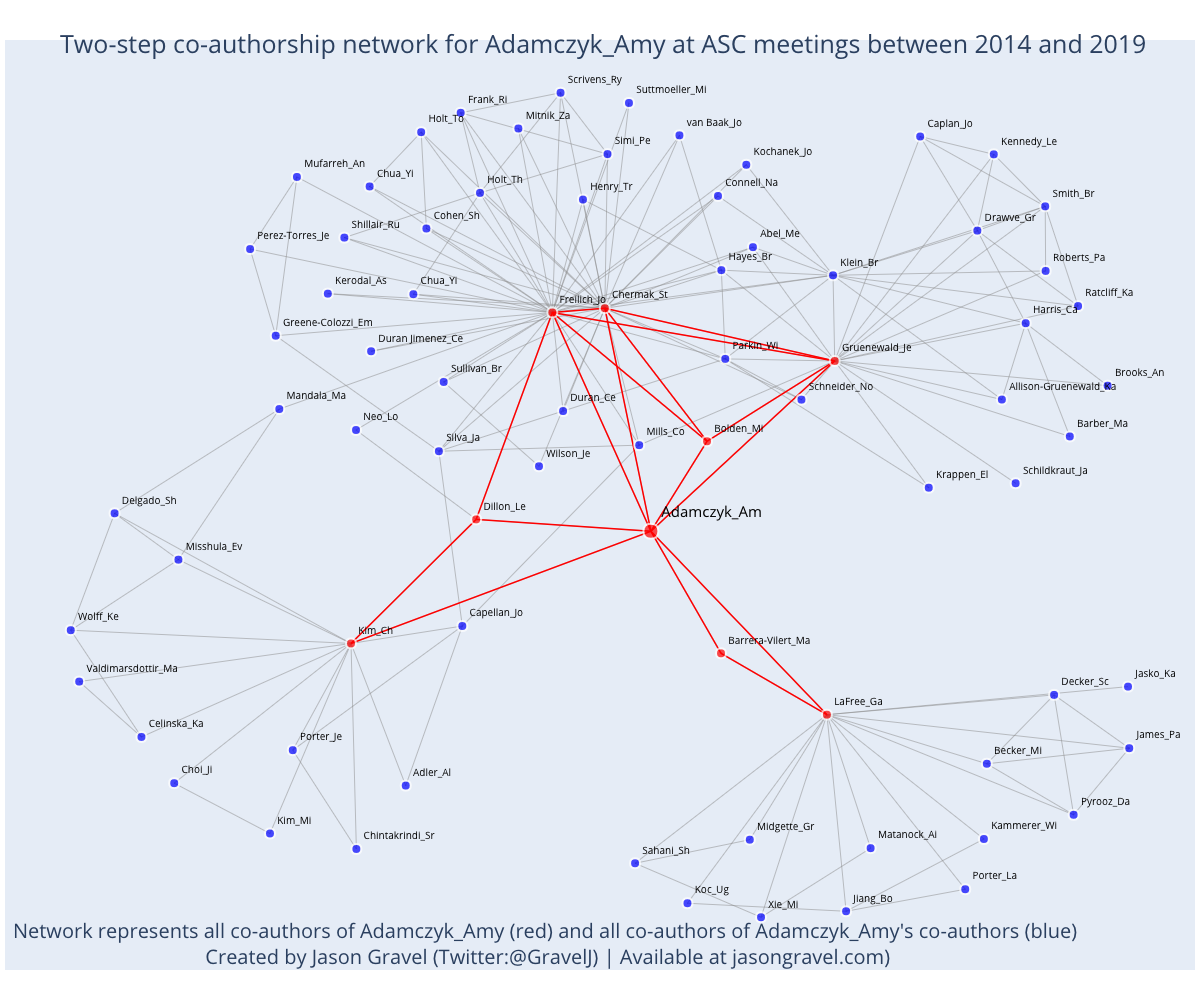 Two-step co-authorship network for Adamczyk_Amy at ASC meetings between 2014 and 2019
Scrivens_Ry
Suttmoeller_Mi
Frank_Ri
Mitnik_Za
Holt_To
van Baak_Jo
Caplan_Jo
Simi_Pe
Kennedy_Le
Kochanek_Jo
Mufarreh_An
Chua_Yi
Holt_Th
Henry_Tr
Connell_Na
Smith_Br
Cohen_Sh
Drawve_Gr
Shillair_Ru
Perez-Torres_Je
Abel_Me
Hayes_Br
Klein_Br
Roberts_Pa
Kerodal_As
Chua_Yi
Freilich_Jo
Chermak_St
Ratcliff_Ka
Harris_Ca
Greene-Colozzi_Em
Duran Jimenez_Ce
Parkin_Wi
Gruenewald_Je
Sullivan_Br
Brooks_An
Schneider_No
Allison-Gruenewald_Ka
Mandala_Ma
Duran_Ce
Neo_Lo
Barber_Ma
Silva_Ja
Mills_Co
Bolden_Mi
Wilson_Je
Schildkraut_Ja
Krappen_El
Delgado_Sh
Dillon_Le
Adamczyk_Am
Misshula_Ev
Wolff_Ke
Kim_Ch
Capellan_Jo
Barrera-Vilert_Ma
Valdimarsdottir_Ma
Decker_Sc
Jasko_Ka
LaFree_Ga
Celinska_Ka
Porter_Je
James_Pa
Becker_Mi
Choi_Ji
Adler_Al
Pyrooz_Da
Kim_Mi
Chintakrindi_Sr
Midgette_Gr
Matanock_Ai
Kammerer_Wi
Sahani_Sh
Porter_La
Koc_Ug
Xie_Mi
Jiang_Bo
Network represents all co-authors of Adamczyk_Amy (red) and all co-authors of Adamczyk_Amy's co-authors (blue)
Created by Jason Gravel (Twitter:@GravelJ) | Available at jasongravel.com)